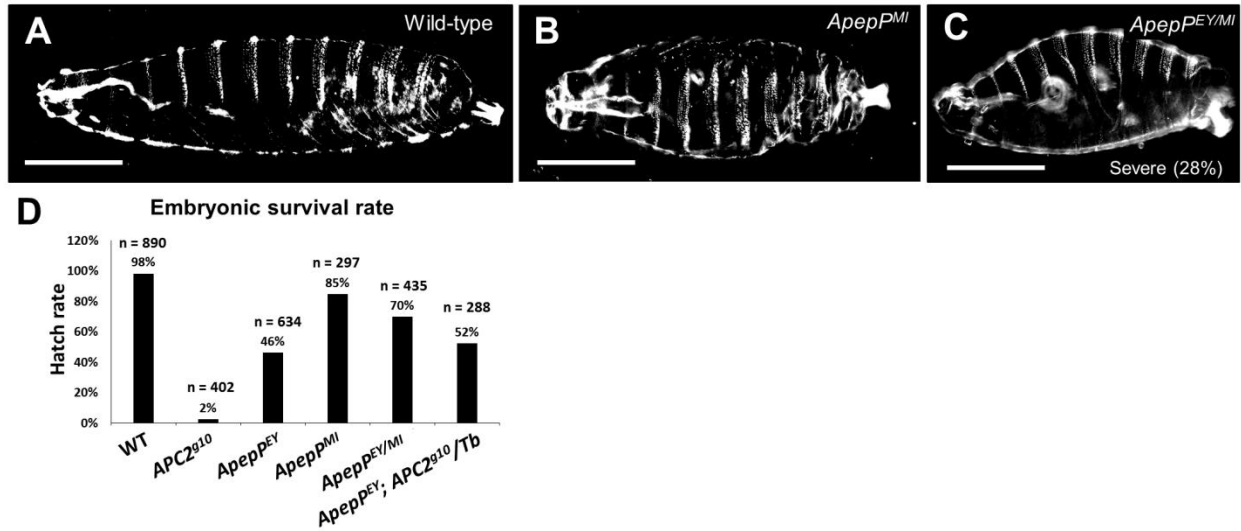 A
Wild-type
B
ApepP^MI
C
ApepP^EY/MI
Severe (28%)
D
Embryonic survival rate
Hatch rate
120%
100%
80%
60%
40%
20%
0%
n = 890
98%
n = 402
2%
n = 634
46%
n = 297
85%
n = 435
70%
n = 288
52%
WT
APC2^g10
ApepP^EY
ApepP^MI
ApepP^EY/MI
ApepP^EY; APC2^g10/Tb